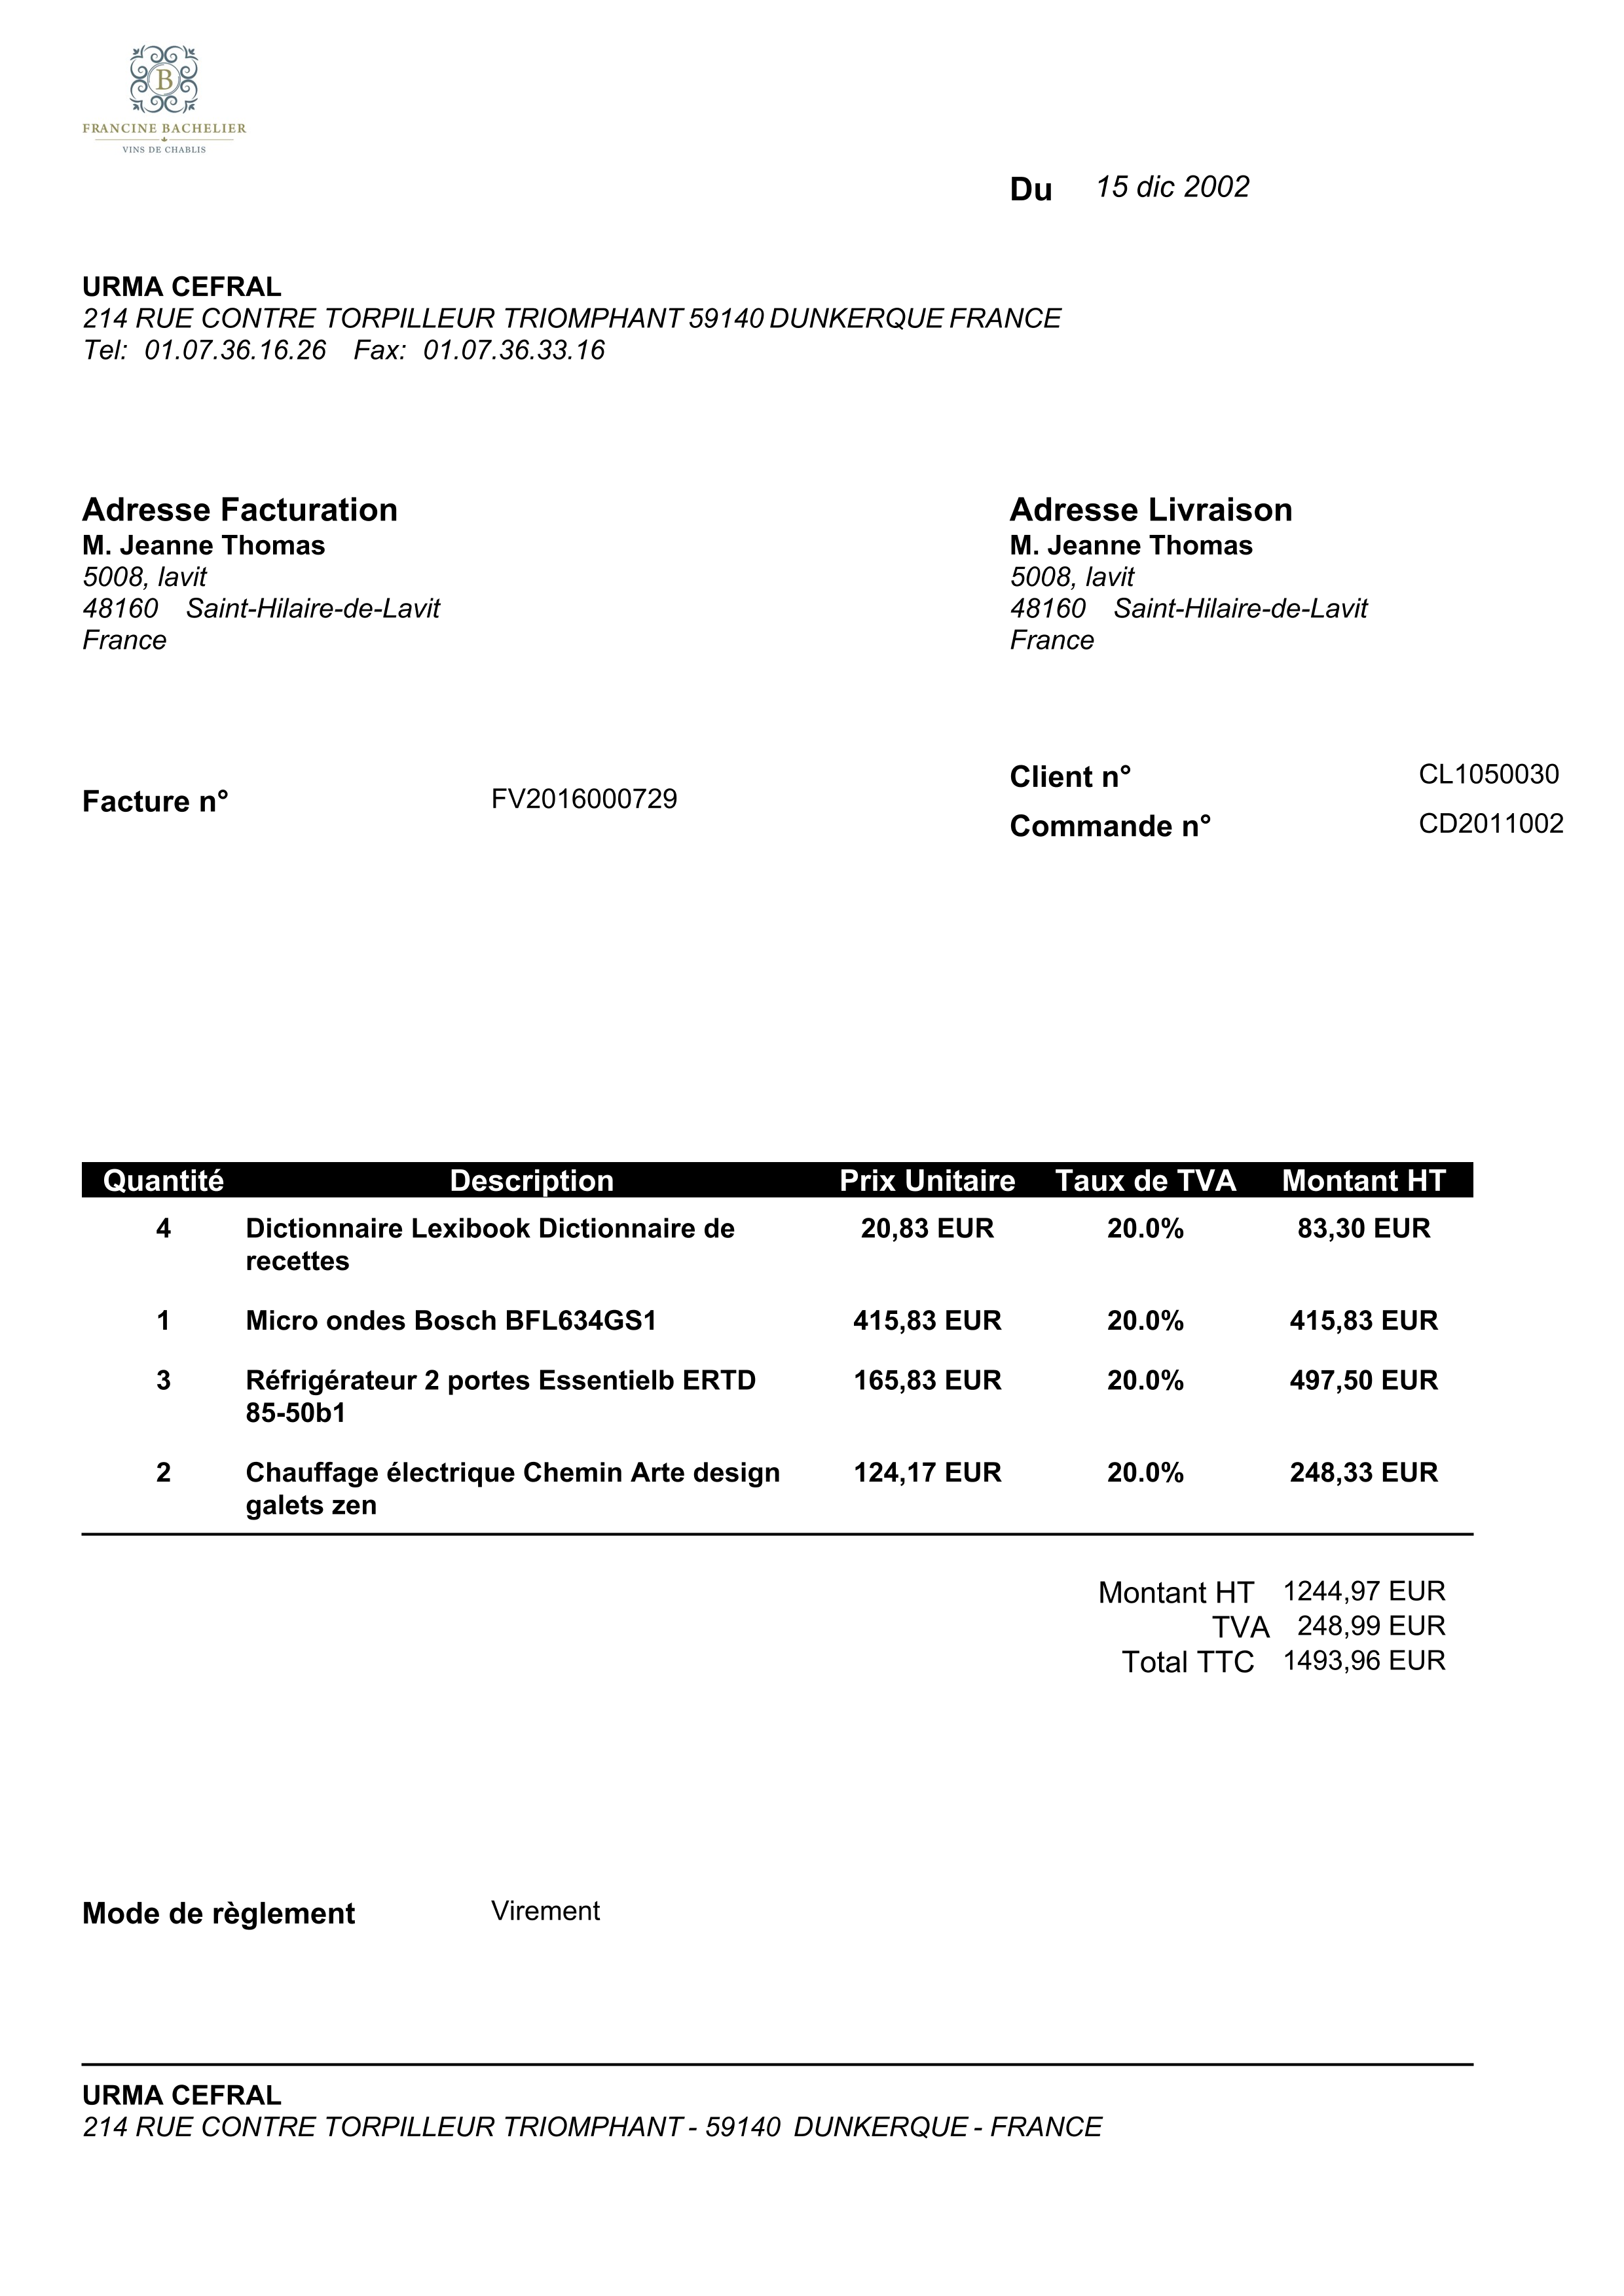 B
FRANCINE BACHELIER
VINS DE CHABLIS
Du 15 dic 2002
URMA CEFRAL
214 RUE CONTRE TORPILLEUR TRIOMPHANT 59140 DUNKERQUE FRANCE
Tel: 01.07.36.16.26 Fax: 01.07.36.33.16
Adresse Facturation
M. Jeanne Thomas
5008, lavit
48160 Saint-Hilaire-de-Lavit
France
Adresse Livraison
M. Jeanne Thomas
5008, lavit
48160 Saint-Hilaire-de-Lavit
France
Facture n° FV2016000729
Client n° CL1050030
Commande n° CD2011002
Quantité Description Prix Unitaire Taux de TVA Montant HT
4 Dictionnaire Lexibook Dictionnaire de 20,83 EUR 20.0% 83,30 EUR
recettes
1 Micro ondes Bosch BFL634GS1 415,83 EUR 20.0% 415,83 EUR
3 Réfrigérateur 2 portes Essentielb ERTD 165,83 EUR 20.0% 497,50 EUR
85-50b1
2 Chauffage électrique Chemin Arte design 124,17 EUR 20.0% 248,33 EUR
galets zen
Montant HT 1244,97 EUR
TVA 248,99 EUR
Total TTC 1493,96 EUR
Mode de règlement Virement
URMA CEFRAL
214 RUE CONTRE TORPILLEUR TRIOMPHANT - 59140 DUNKERQUE - FRANCE